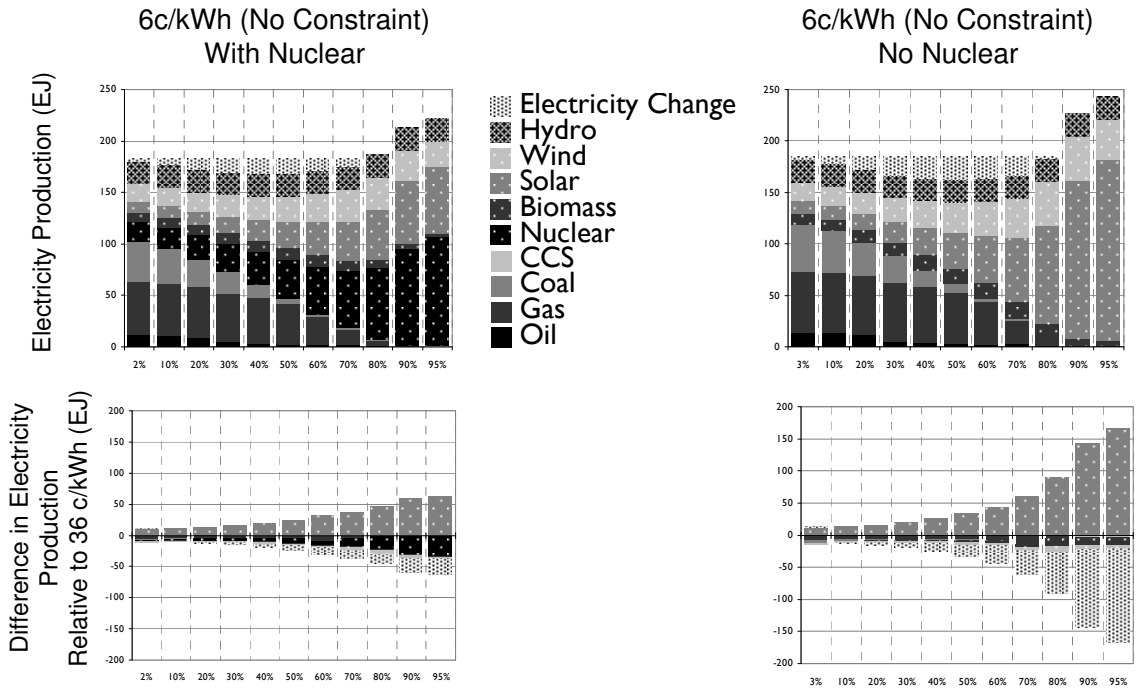 6c/kWh (No Constraint)
With Nuclear
6c/kWh (No Constraint)
No Nuclear
Electricity Production (EJ)
250
200
150
100
50
0
2% 10% 20% 30% 40% 50% 60% 70% 80% 90% 95%
Electricity Change
Hydro
Wind
Solar
Biomass
Nuclear
CCS
Coal
Gas
Oil
250
200
150
100
50
0
3% 10% 20% 30% 40% 50% 60% 70% 80% 90% 95%
Difference in Electricity
Production
Relative to 36 c/kWh (EJ)
200
150
100
50
0
-50
-100
-150
-200
2% 10% 20% 30% 40% 50% 60% 70% 80% 90% 95%
200
150
100
50
0
-50
-100
-150
-200
3% 10% 20% 30% 40% 50% 60% 70% 80% 90% 95%